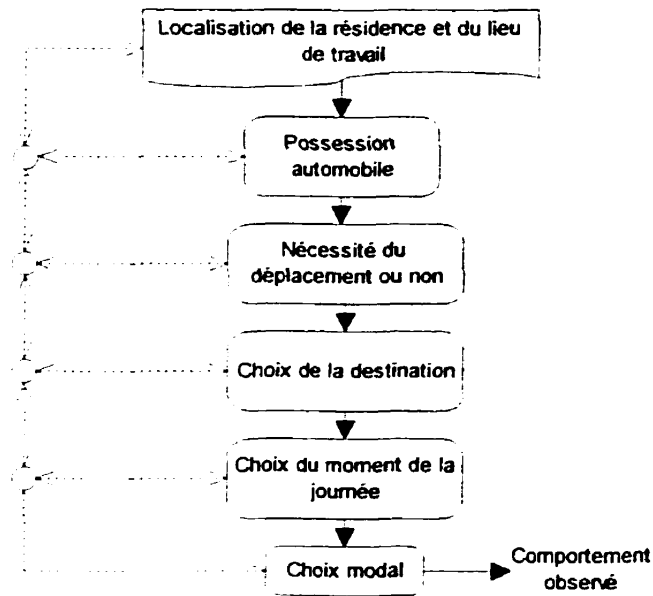 Localisation de la résidence et du lieu
de travail
Possession
automobile
Nécessité du
déplacement ou non
Choix de la destination
Choix du moment de la
journée
Choix modal
Comportement
observé